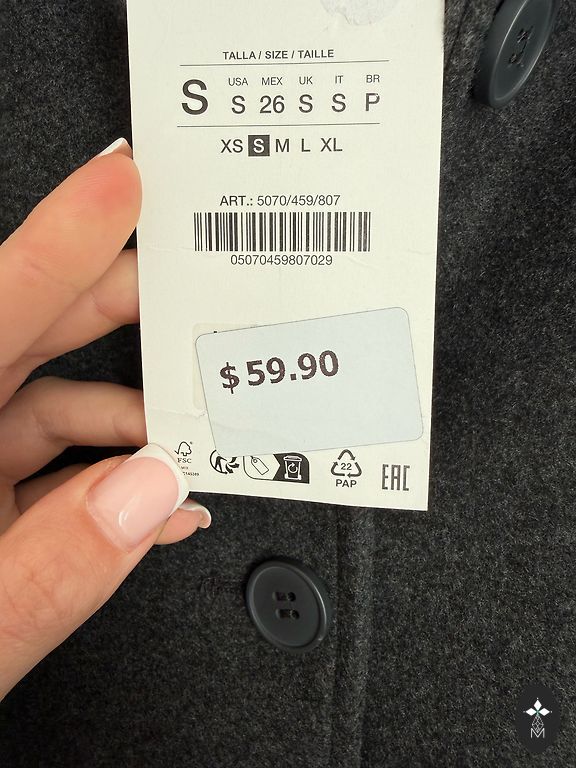 TALLA / SIZE / TAILLE
S
USA MEX UK IT BR
S 26 S S P
XS S M L XL
ART.: 5070/459/807
05070459807029
$ 59.90
FSC
MIX
22
PAP
EAC
M